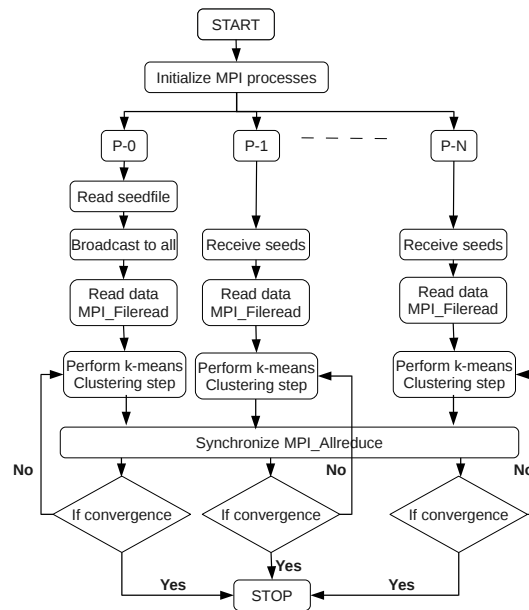 START
Initialize MPI processes
P-0
P-1
P-N
Read seedfile
Broadcast to all
Receive seeds
Receive seeds
Read data
MPI_Fileread
Read data
MPI_Fileread
Read data
MPI_Fileread
Perform k-means
Clustering step
Perform k-means
Clustering step
Perform k-means
Clustering step
Synchronize MPI_Allreduce
No
No
No
If convergence
If convergence
If convergence
Yes
Yes
Yes
STOP